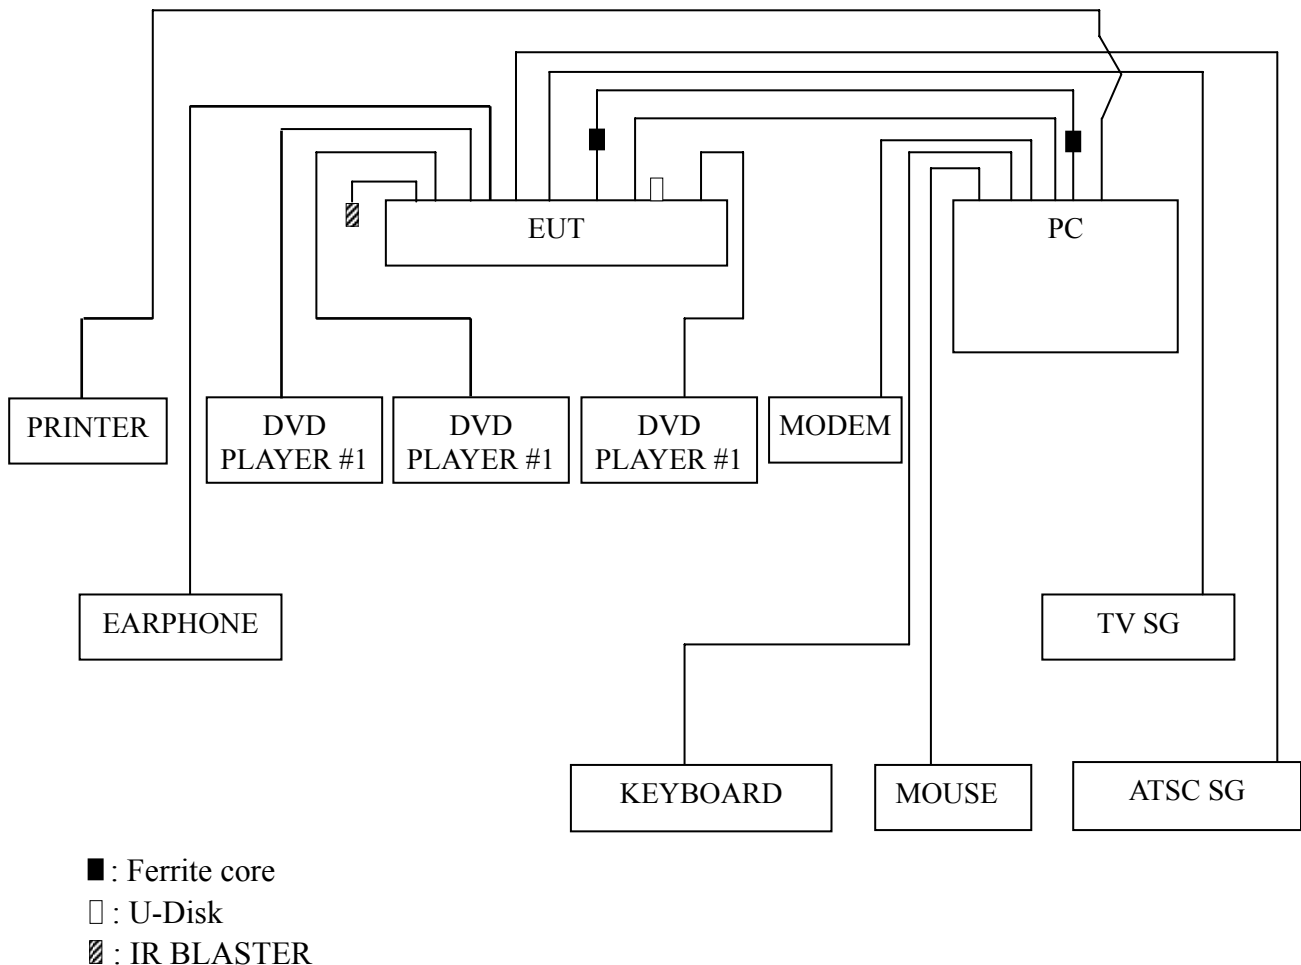 EUT
PC
PRINTER
DVD
PLAYER #1
DVD
PLAYER #1
DVD
PLAYER #1
MODEM
EARPHONE
TV SG
KEYBOARD
MOUSE
ATSC SG
: Ferrite core
: U-Disk
: IR BLASTER